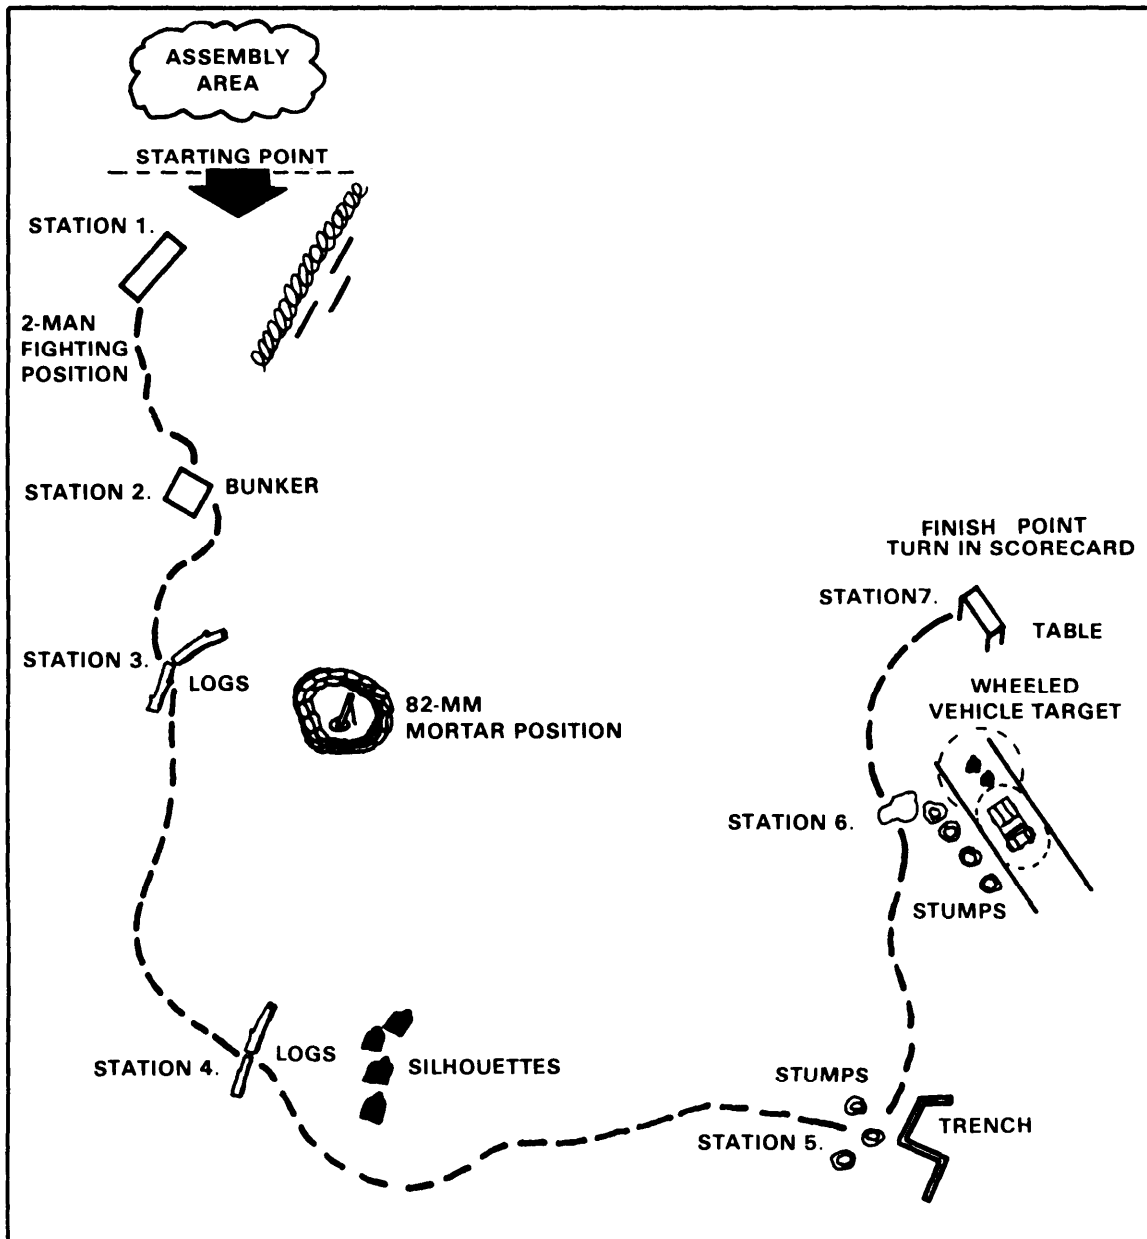 ASSEMBLY
AREA
STARTING POINT
STATION 1.
2-MAN
FIGHTING
POSITION
STATION 2.
BUNKER
STATION 3.
LOGS
82-MM
MORTAR POSITION
STATION 4.
LOGS
SILHOUETTES
STUMPS
STATION 5.
TRENCH
STATION 6.
STUMPS
WHEELED
VEHICLE TARGET
STATION7.
TABLE
FINISH POINT
TURN IN SCORECARD